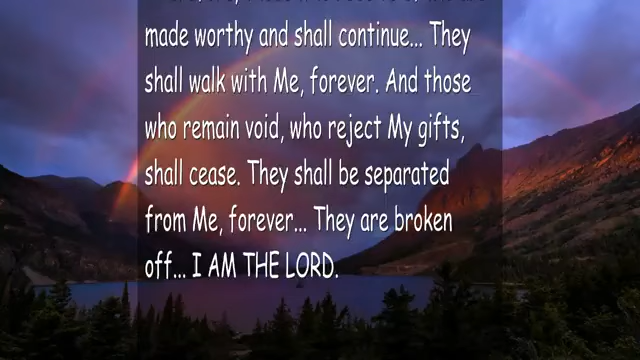 made worthy and shall continue... They
shall walk with Me, forever. And those
who remain void, who reject My gifts,
shall cease. They shall be separated
from Me, forever... They are broken
off... I AM THE LORD.